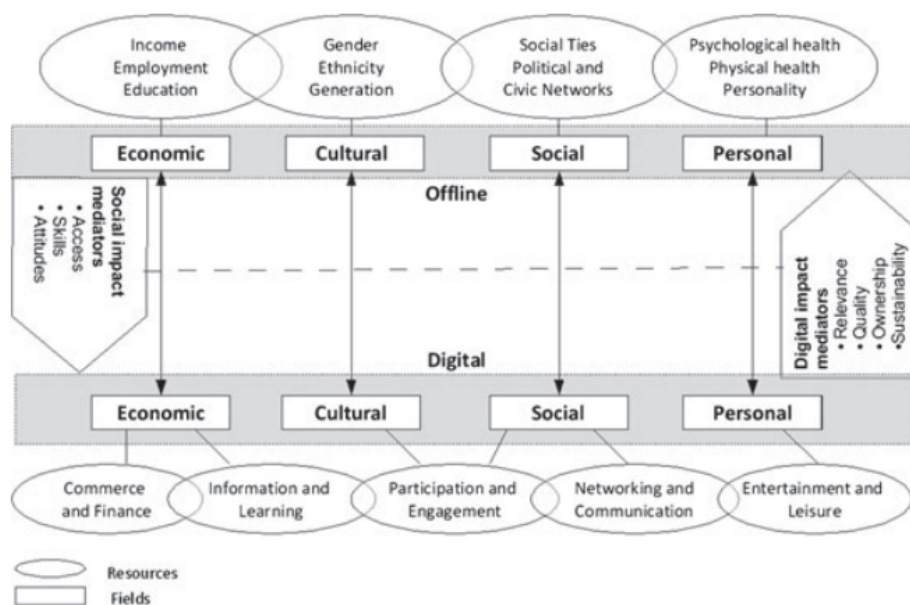 Income
Employment
Education
Gender
Ethnicity
Generation
Social Ties
Political and
Civic Networks
Psychological health
Physical health
Personality
Economic
Cultural
Social
Personal
Offline
Social impact
mediators
• Access
• Skills
• Attitudes
Digital impact
mediators
• Relevance
• Quality
• Ownership
•Sustainability
Digital
Economic
Cultural
Social
Personal
Commerce
and Finance
Information and
Learning
Participation and
Engagement
Networking and
Communication
Entertainment and
Leisure
Resources
Fields